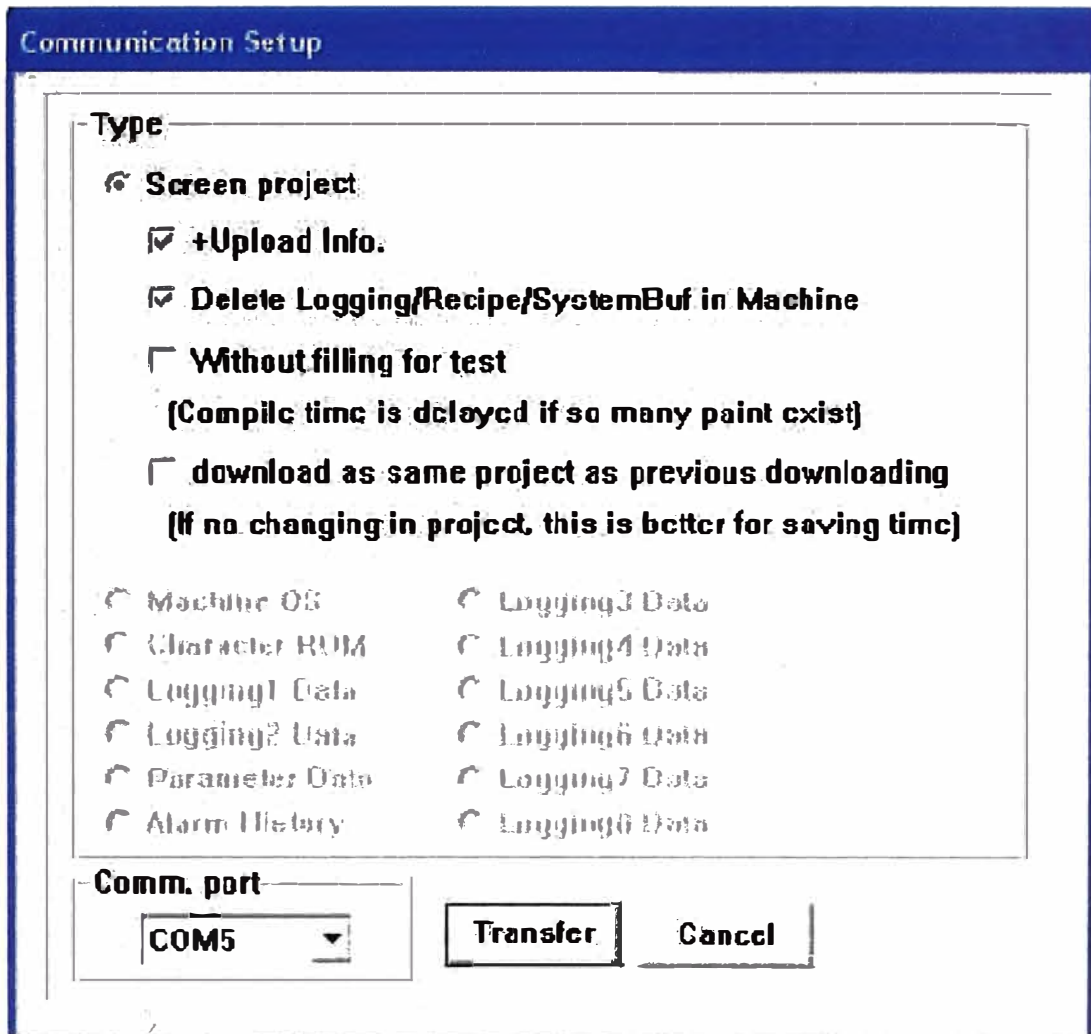 Communication Setup
Type
Screen project
+Upload Info.
Delete Logging/Recipe/SystemBuf in Machine
Without filling for test
(Compile time is delayed if so many paint exist)
download as same project as previous downloading
(If no changing in project, this is better for saving time)
Machine OS
Character ROM
Logging1 Data
Logging2 Data
Parameter Data
Alarm History
Logging3 Data
Logging4 Data
Logging5 Data
Logging6 Data
Logging7 Data
Logging8 Data
Comm. port
COM5
Transfer
Cancel